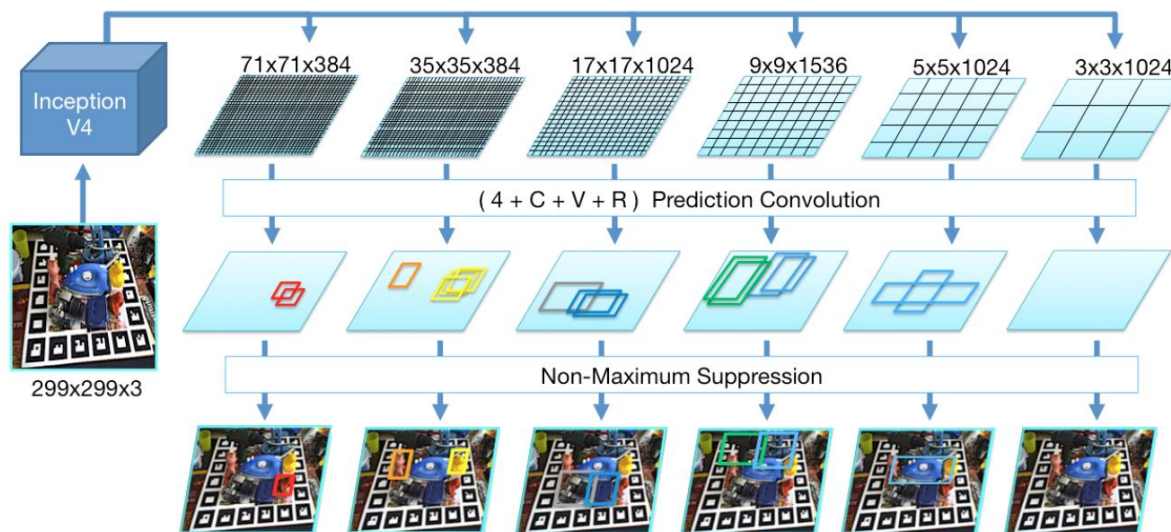 71x71x384 35x35x384 17x17x1024 9x9x1536 5x5x1024 3x3x1024
Inception
V4
( 4 + C + V + R ) Prediction Convolution
299x299x3
Non-Maximum Suppression